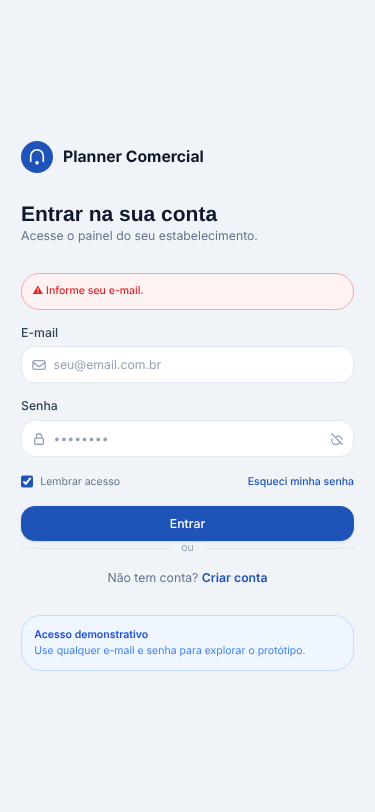 Planner Comercial
Entrar na sua conta
Acesse o painel do seu estabelecimento.
⚠ Informe seu e-mail.
E-mail
seu@email.com.br
Senha
••••••••
Lembrar acesso
Esqueci minha senha
Entrar
ou
Não tem conta? Criar conta
Acesso demonstrativo
Use qualquer e-mail e senha para explorar o protótipo.